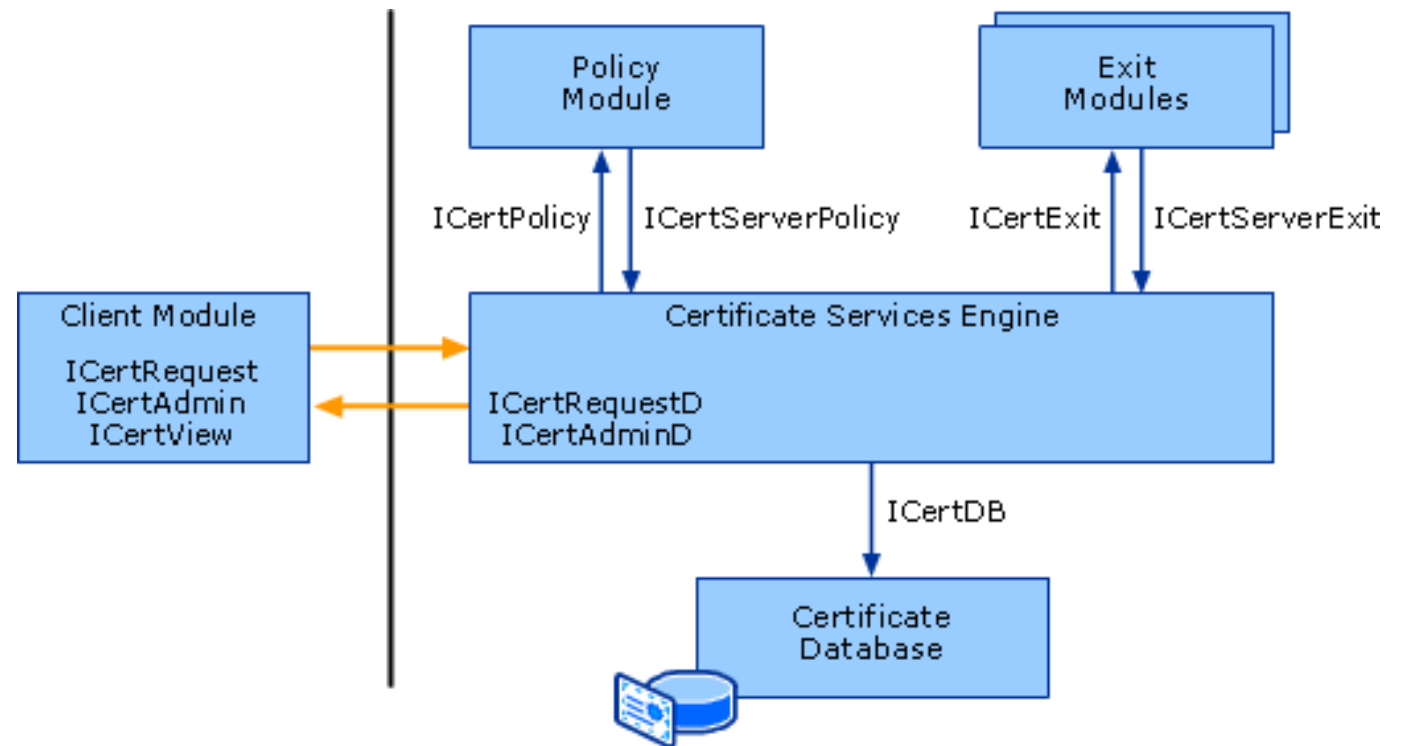 Policy
Module
Exit
Modules
ICertPolicy
ICertServerPolicy
ICertExit
ICertServerExit
Client Module
ICertRequest
ICertAdmin
ICertView
Certificate Services Engine
ICertRequestD
ICertAdminD
ICertDB
Certificate
Database